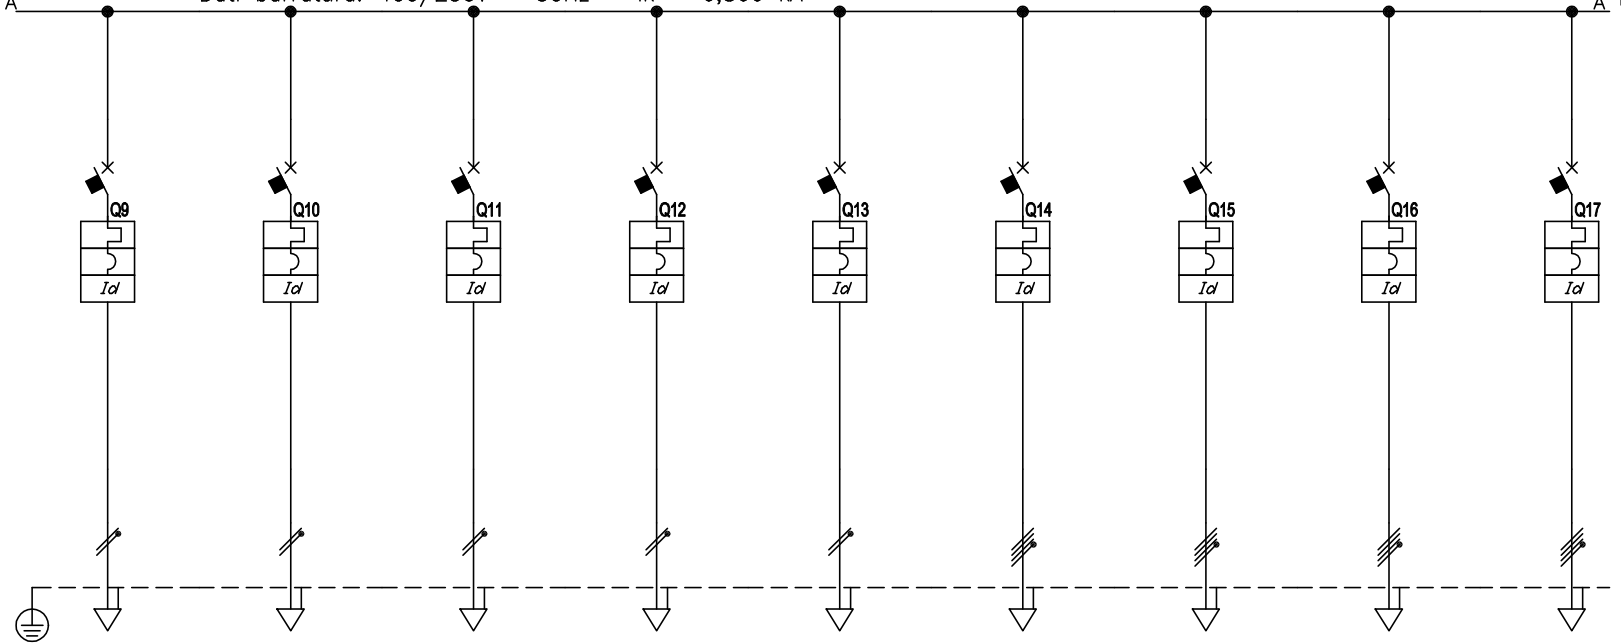 A A
Q9 Q10 Q11 Q12 Q13 Q14 Q15 Q16 Q17
Id Id Id Id Id Id Id Id Id